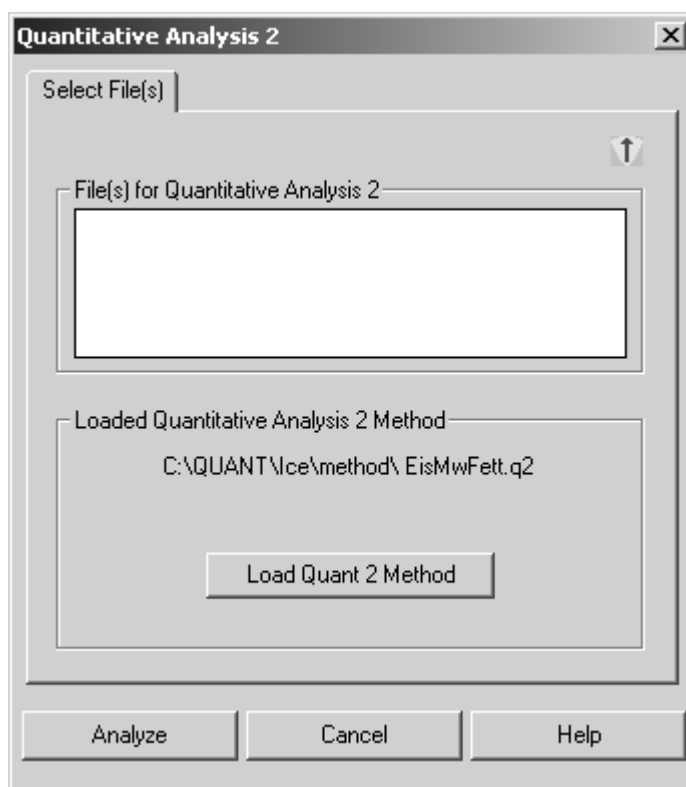 Quantitative Analysis 2
Select File(s)
File(s) for Quantitative Analysis 2
Loaded Quantitative Analysis 2 Method
C:\QUANT\Ice\method\ EisMwFett.q2
Load Quant 2 Method
Analyze Cancel Help